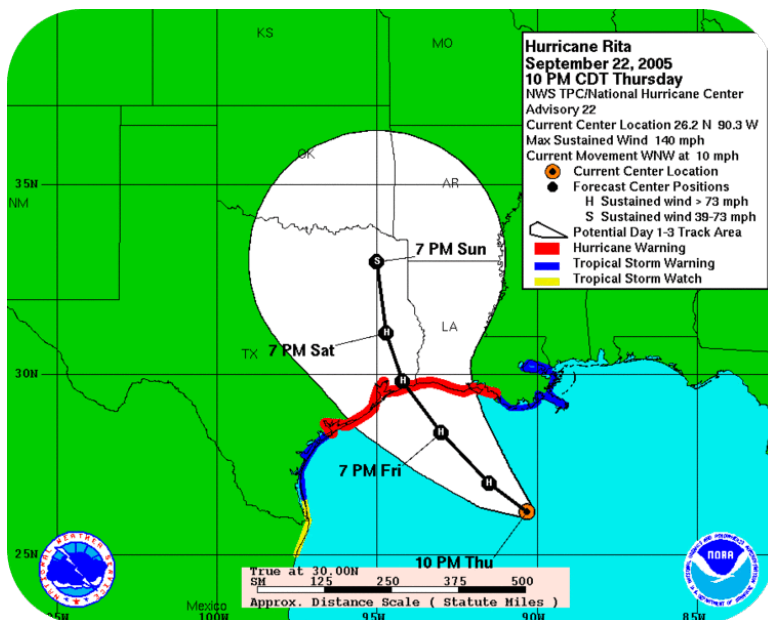 KS
MO
OK
AR
NM
TX
LA
35N
30N
25N
7 PM Sun
7 PM Sat
7 PM Fri
10 PM Thu
S
H
H
H
H
Hurricane Rita
September 22, 2005
10 PM CDT Thursday
NWS TPC/National Hurricane Center
Advisory 22
Current Center Location 26.2 N 90.3 W
Max Sustained Wind 140 mph
Current Movement WNW at 10 mph
Current Center Location
Forecast Center Positions
H Sustained wind > 73 mph
S Sustained wind 39-73 mph
Potential Day 1-3 Track Area
Hurricane Warning
Tropical Storm Warning
Tropical Storm Watch
NATIONAL WEATHER SERVICE
NOAA
True at 30.00N
SM 125 250 375 500
Approx. Distance Scale ( Statute Miles )
Mexico
100W
95W
90W
85W